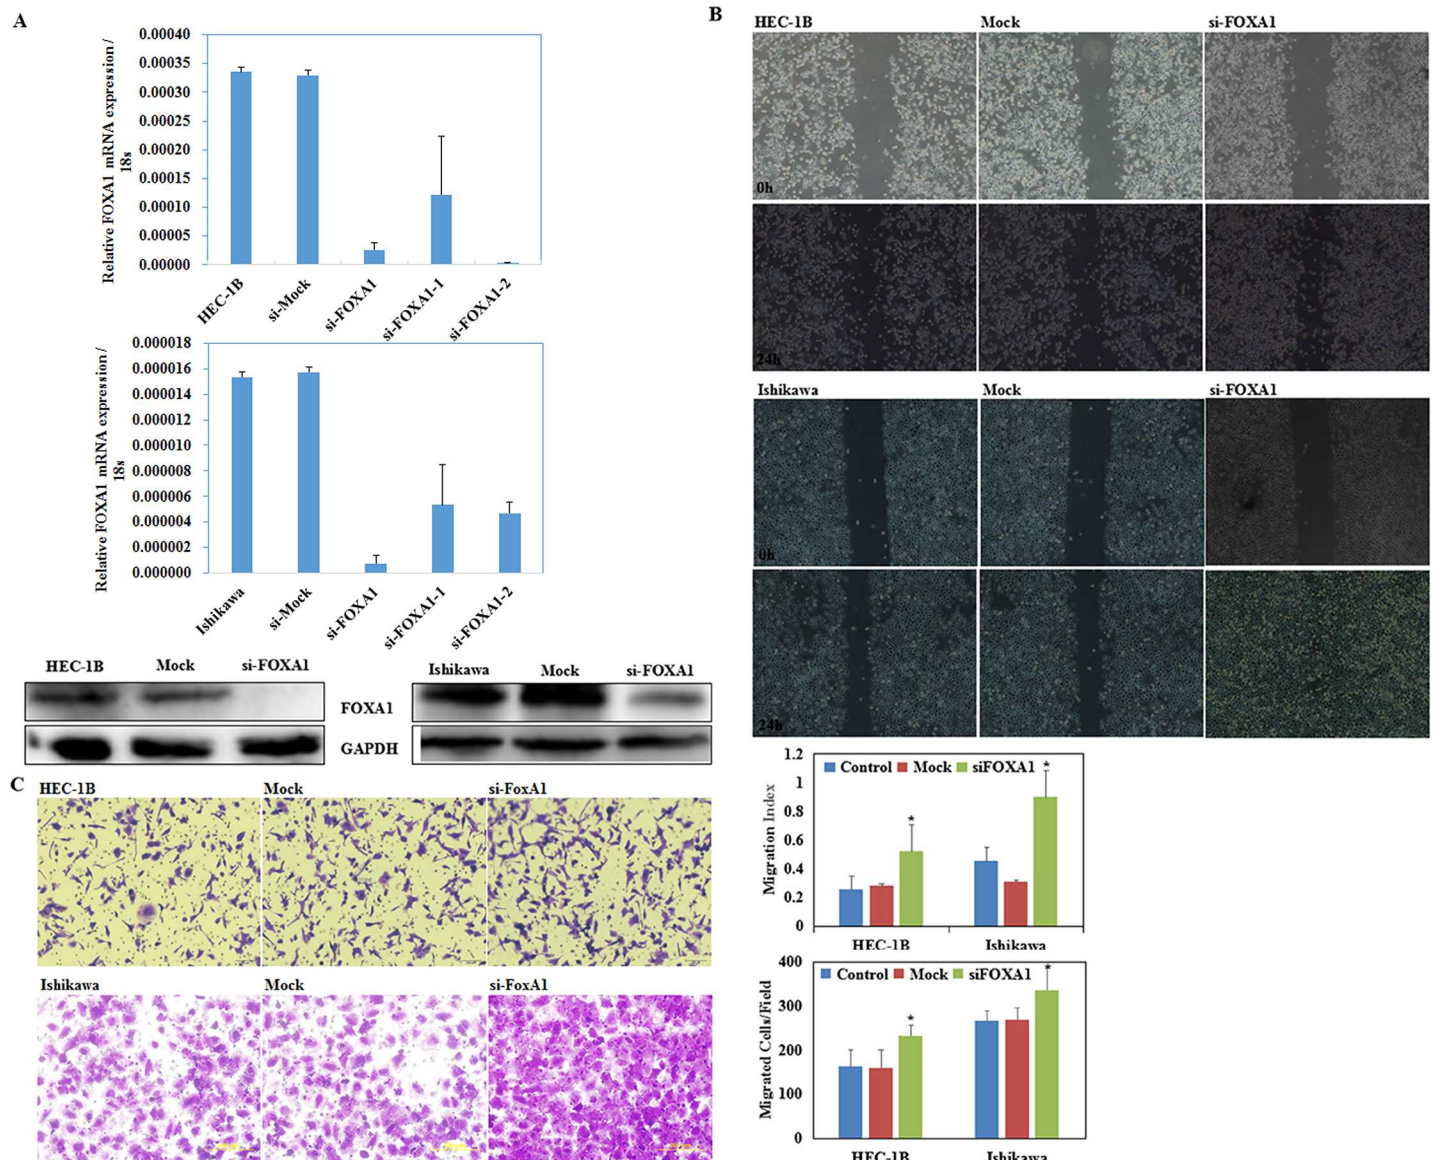 A
Relative FOXA1 mRNA expression /
18s
0.00040
0.00035
0.00030
0.00025
0.00020
0.00015
0.00010
0.00005
0.00000
HEC-1B
si-Mock
si-FOXA1
si-FOXA1-1
si-FOXA1-2
Relative FOXA1 mRNA expression /
18s
0.000018
0.000016
0.000014
0.000012
0.000010
0.000008
0.000006
0.000004
0.000002
0.000000
Ishikawa
si-Mock
si-FOXA1
si-FOXA1-1
si-FOXA1-2
HEC-1B Mock si-FOXA1
Ishikawa Mock si-FOXA1
FOXA1
GAPDH
B
HEC-1B Mock si-FOXA1
0h
24h
Ishikawa Mock si-FOXA1
0h
24h
Migration Index
1.2
1
0.8
0.6
0.4
0.2
0
Control Mock siFOXA1
*
*
HEC-1B Ishikawa
Migrated Cells/Field
400
300
200
100
0
Control Mock siFOXA1
*
*
HEC-1B Ishikawa
C
HEC-1B Mock si-FoxA1
Ishikawa Mock si-FoxA1